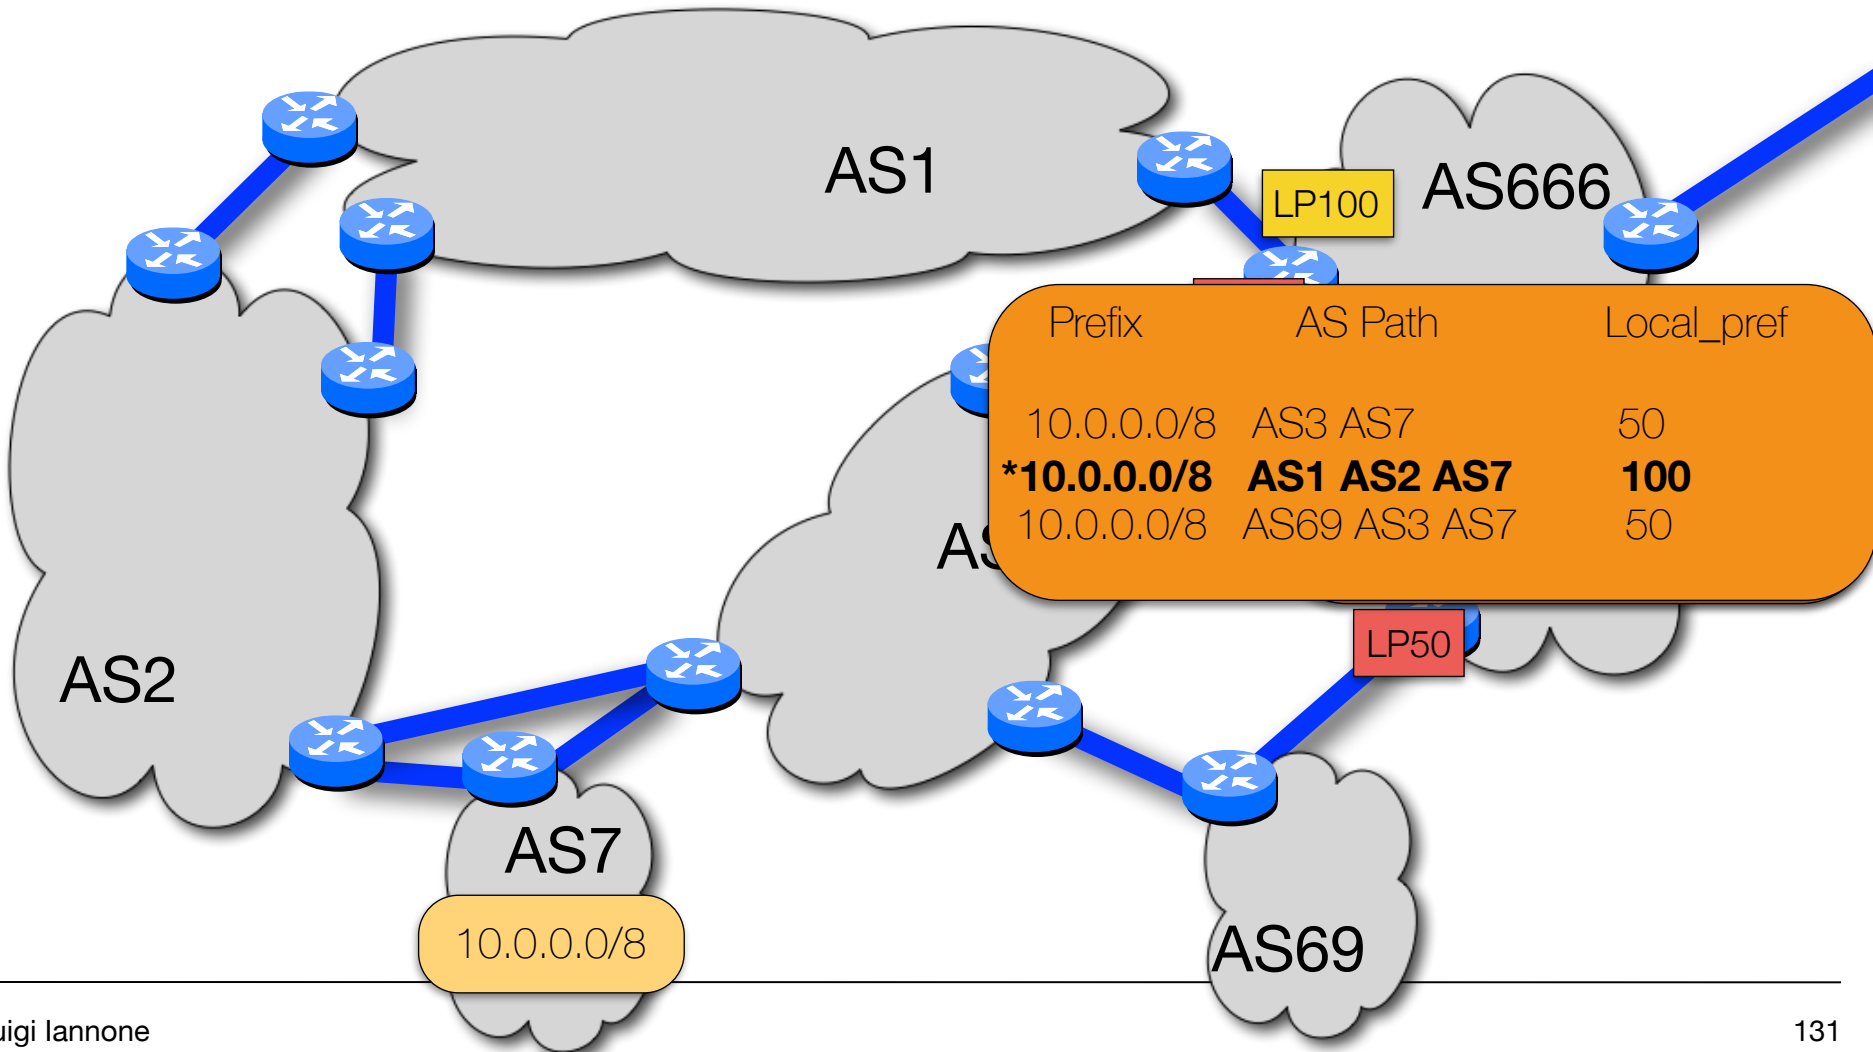 AS1
AS666
LP100
Prefix AS Path Local_pref
10.0.0.0/8 AS3 AS7 50
*10.0.0.0/8 AS1 AS2 AS7 100
10.0.0.0/8 AS69 AS3 AS7 50
LP50
AS2
AS7
10.0.0.0/8
AS69
Iannone
131